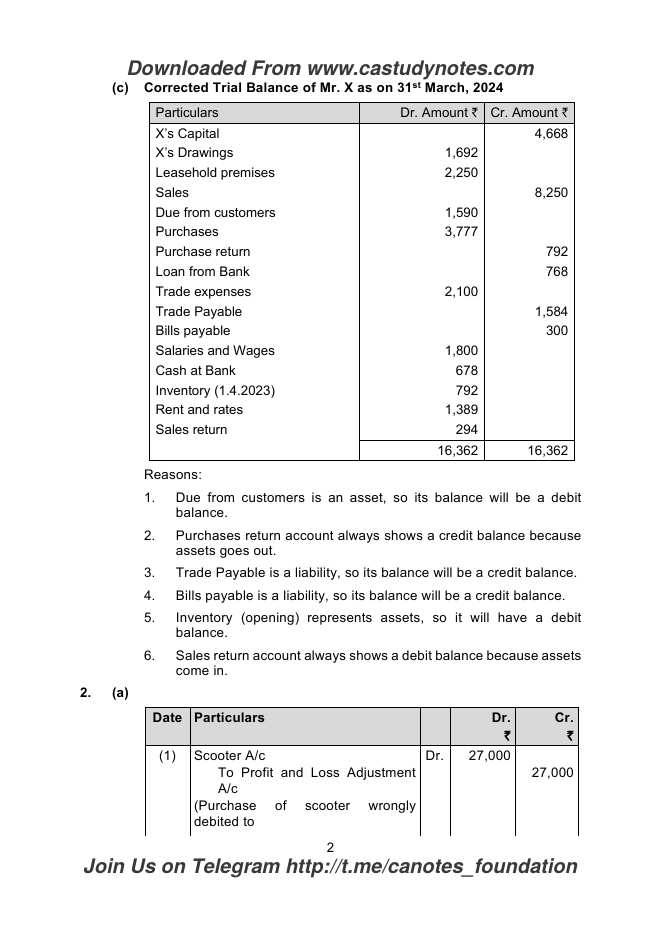 Downloaded From www.castudynotes.com
(c) Corrected Trial Balance of Mr. X as on 31st March, 2024
Particulars Dr. Amount ₹ Cr. Amount ₹
X's Capital 4,668
X's Drawings 1,692
Leasehold premises 2,250
Sales 8,250
Due from customers 1,590
Purchases 3,777
Purchase return 792
Loan from Bank 768
Trade expenses 2,100
Trade Payable 1,584
Bills payable 300
Salaries and Wages 1,800
Cash at Bank 678
Inventory (1.4.2023) 792
Rent and rates 1,389
Sales return 294
16,362 16,362
Reasons:
1. Due from customers is an asset, so its balance will be a debit
balance.
2. Purchases return account always shows a credit balance because
assets goes out.
3. Trade Payable is a liability, so its balance will be a credit balance.
4. Bills payable is a liability, so its balance will be a credit balance.
5. Inventory (opening) represents assets, so it will have a debit
balance.
6. Sales return account always shows a debit balance because assets
come in.
2. (a)
Date Particulars Dr. Cr.
₹ ₹
(1) Scooter A/c Dr. 27,000
To Profit and Loss Adjustment 27,000
A/c
(Purchase of scooter wrongly
debited to
2
Join Us on Telegram http://t.me/canotes_foundation